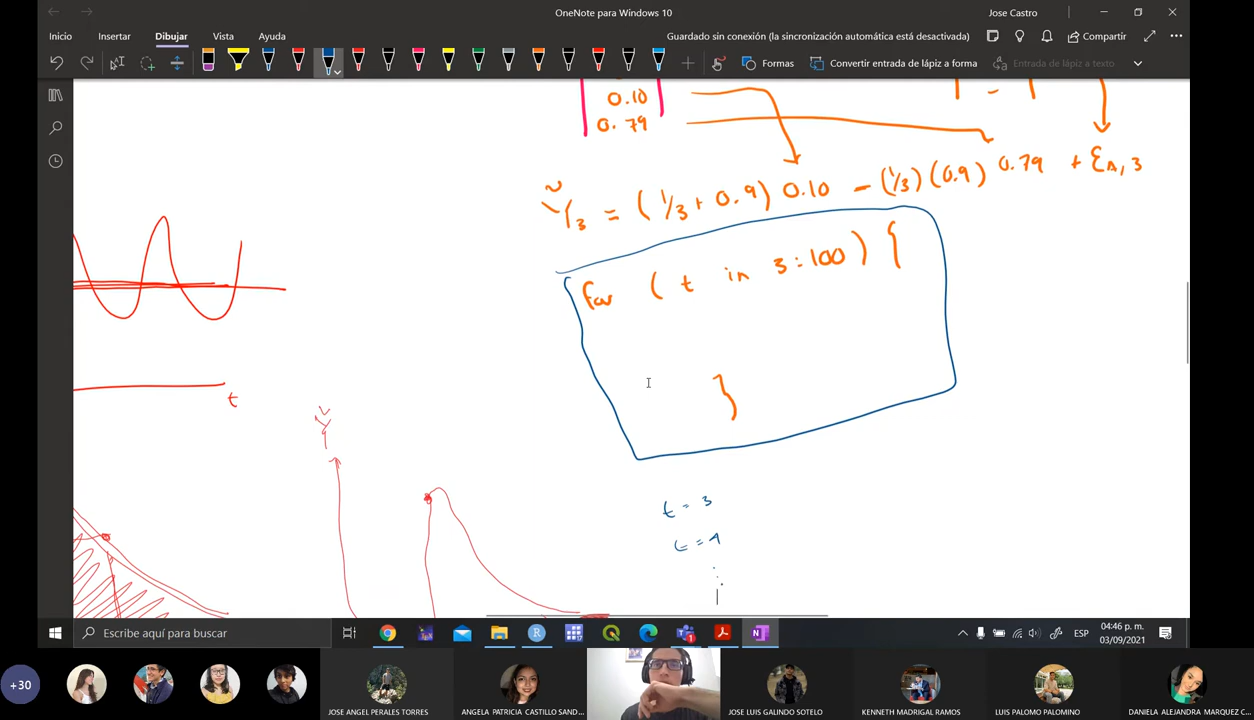 OneNote para Windows 10
Jose Castro
Inicio
Insertar
Dibujar
Vista
Ayuda
Guardado sin conexión (la sincronización automática está desactivada)
Compartir
Formas
Convertir entrada de lápiz a forma
Entrada de lápiz a texto
0.10
0.79
Ỹ₃ = (1/3 + 0.9) 0.10 - (1/3)(0.9) 0.79 + Ɛ
for ( t in 3:100 ) {
}
t
Ỹ
t = 3
t = 4
⋮
Escribe aquí para buscar
ESP
04:46 p. m.
03/09/2021
+30
JOSE ANGEL PERALES TORRES
ANGELA PATRICIA CASTILLO SAND...
JOSE LUIS GALINDO SOTELO
KENNETH MADRIGAL RAMOS
LUIS PALOMO PALOMINO
DANIELA ALEJANDRA MARQUEZ C...